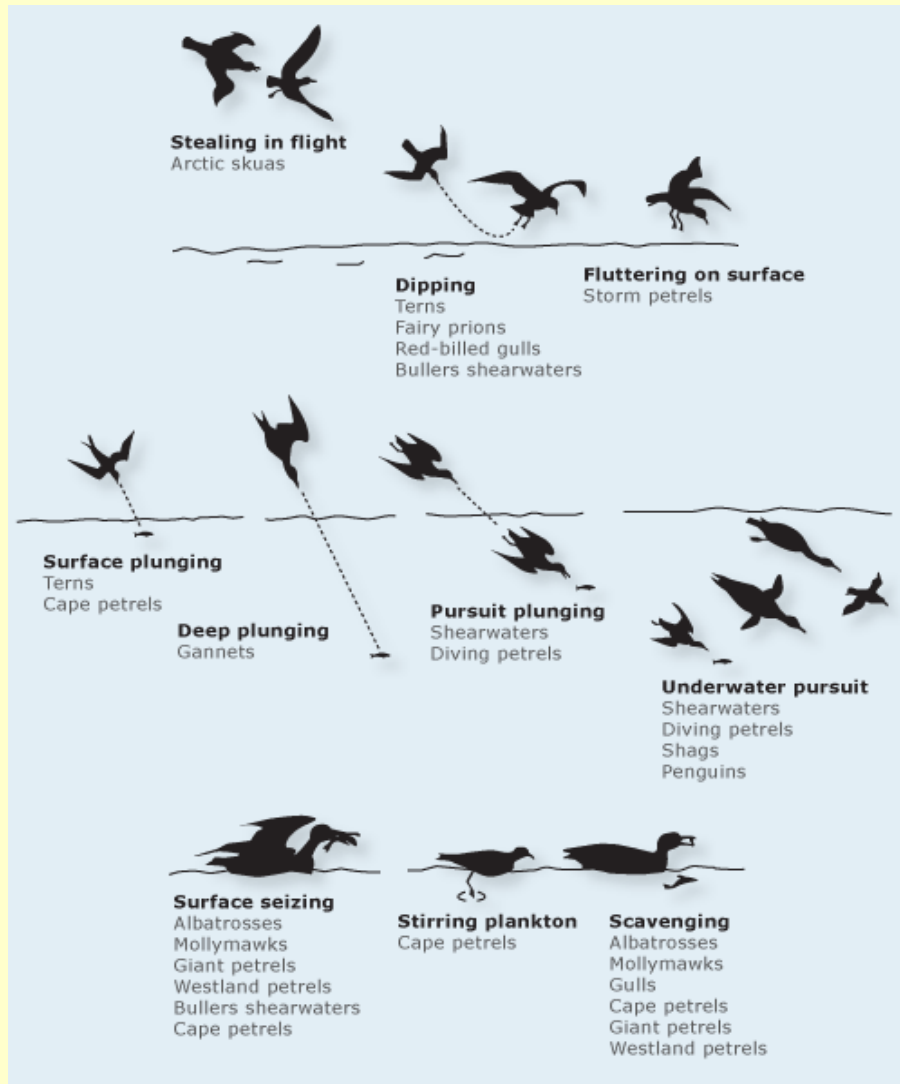 Stealing in flight
Arctic skuas
Dipping
Terns
Fairy prions
Red-billed gulls
Bullers shearwaters
Fluttering on surface
Storm petrels
Surface plunging
Terns
Cape petrels
Deep plunging
Gannets
Pursuit plunging
Shearwaters
Diving petrels
Underwater pursuit
Shearwaters
Diving petrels
Shags
Penguins
Surface seizing
Albatrosses
Mollymawks
Giant petrels
Westland petrels
Bullers shearwaters
Cape petrels
Stirring plankton
Cape petrels
Scavenging
Albatrosses
Mollymawks
Gulls
Cape petrels
Giant petrels
Westland petrels